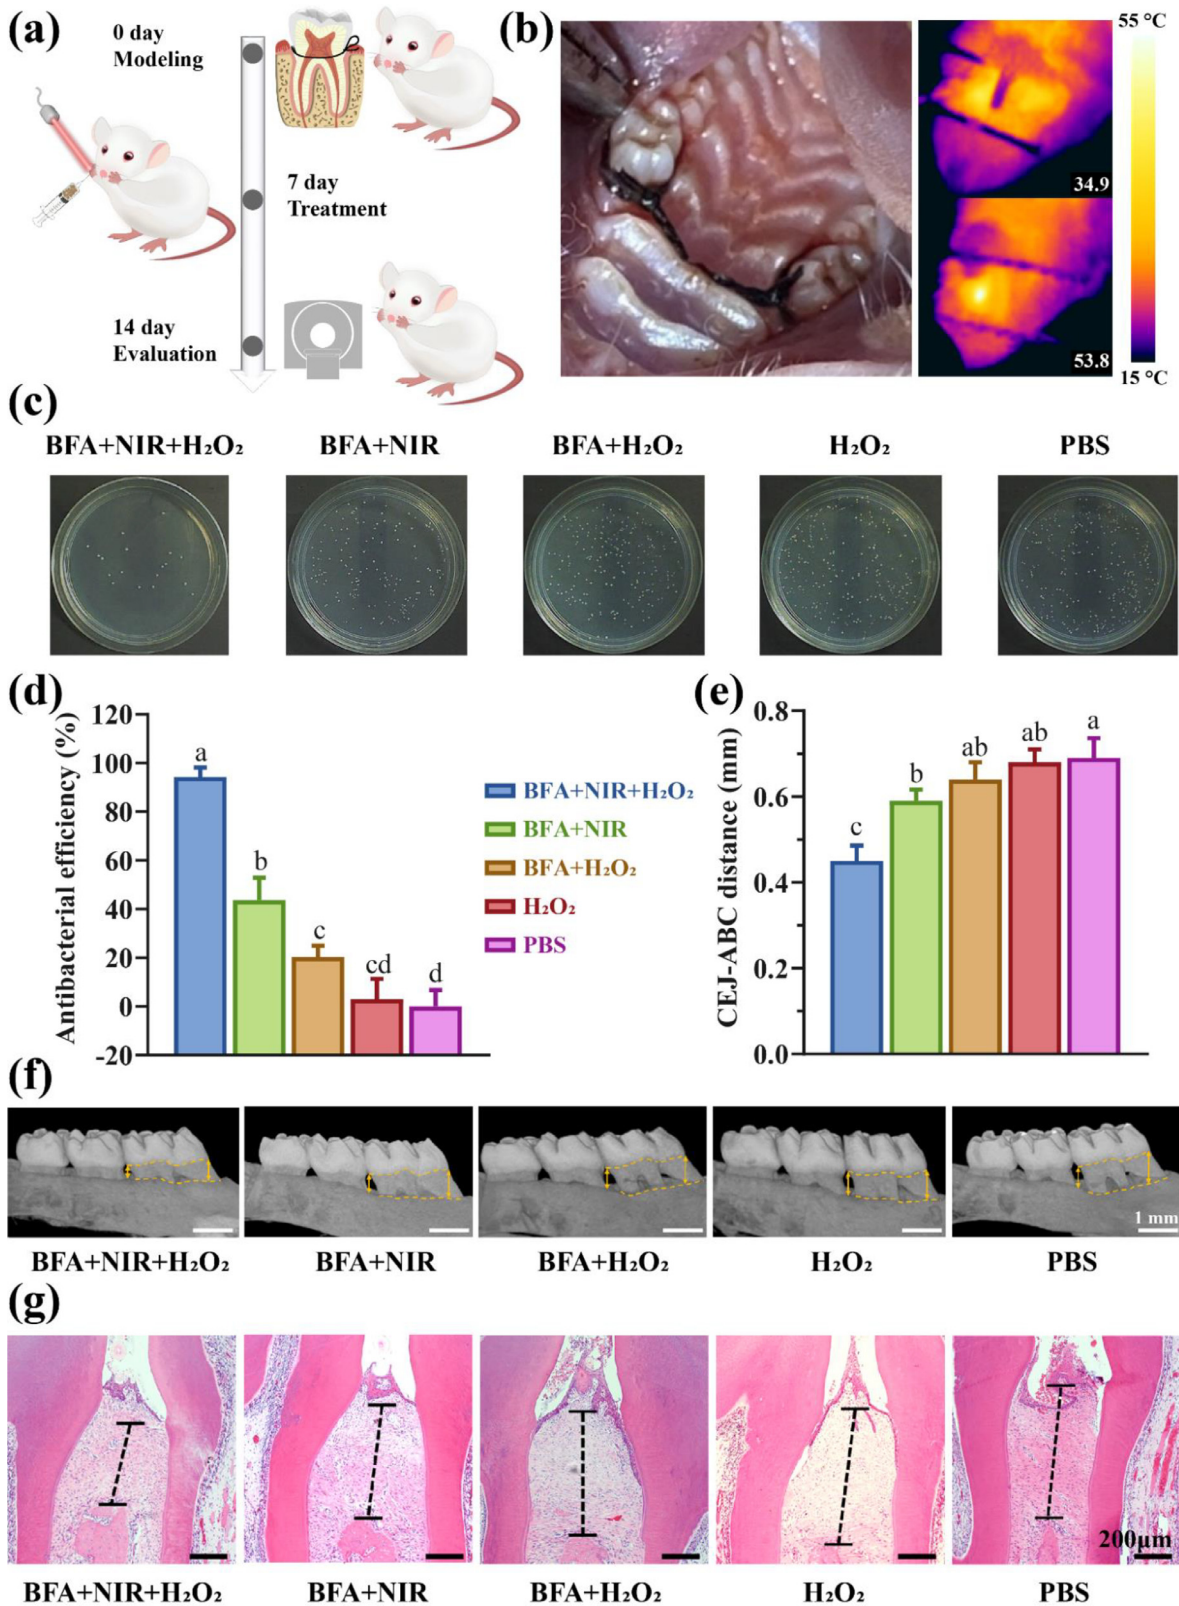 (a)
0 day
Modeling
7 day
Treatment
14 day
Evaluation
(b)
55 °C
34.9
53.8
15 °C
(c)
BFA+NIR+H₂O₂
BFA+NIR
BFA+H₂O₂
H₂O₂
PBS
(d)
Antibacterial efficiency (%)
120
100
80
60
40
20
0
-20
a
b
c
cd
d
BFA+NIR+H₂O₂
BFA+NIR
BFA+H₂O₂
H₂O₂
PBS
(e)
CEJ-ABC distance (mm)
0.8
0.6
0.4
0.2
0.0
c
b
ab
ab
a
(f)
1 mm
BFA+NIR+H₂O₂
BFA+NIR
BFA+H₂O₂
H₂O₂
PBS
(g)
200μm
BFA+NIR+H₂O₂
BFA+NIR
BFA+H₂O₂
H₂O₂
PBS